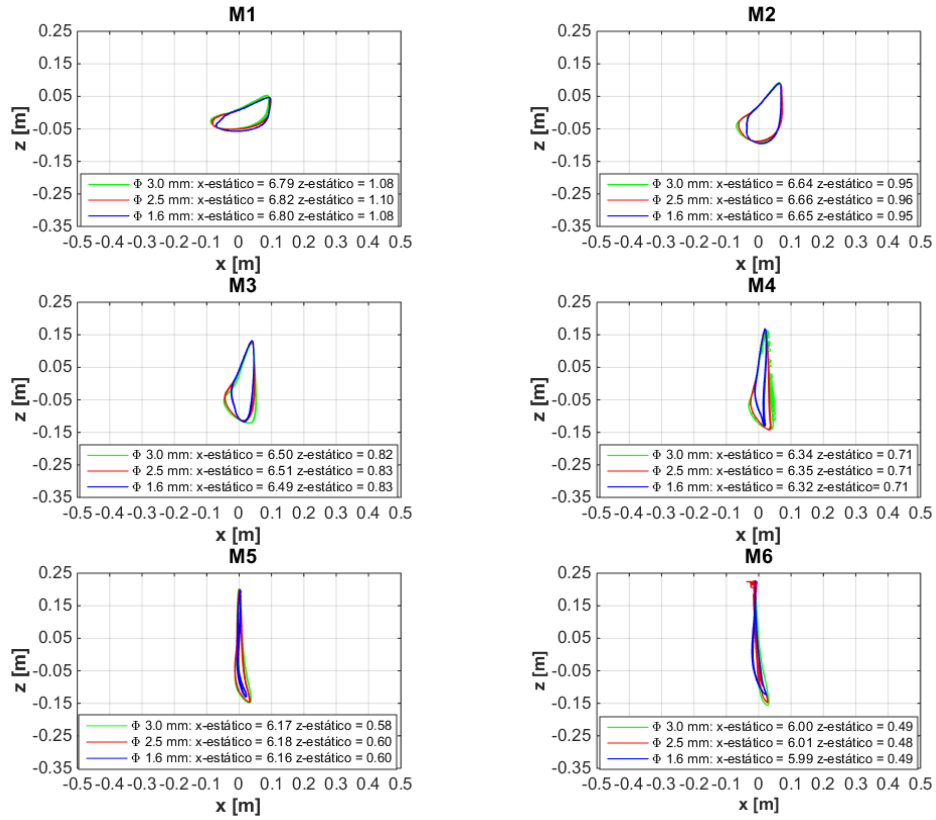 M1
0.25
0.15
0.05
-0.05
-0.15
-0.25
-0.35
z [m]
Φ 3.0 mm: x-estático = 6.79 z-estático = 1.08
Φ 2.5 mm: x-estático = 6.82 z-estático = 1.10
Φ 1.6 mm: x-estático = 6.80 z-estático = 1.08
-0.5 -0.4 -0.3 -0.2 -0.1 0 0.1 0.2 0.3 0.4 0.5
x [m]
M2
0.25
0.15
0.05
-0.05
-0.15
-0.25
-0.35
z [m]
Φ 3.0 mm: x-estático = 6.64 z-estático = 0.95
Φ 2.5 mm: x-estático = 6.66 z-estático = 0.96
Φ 1.6 mm: x-estático = 6.65 z-estático = 0.95
-0.5 -0.4 -0.3 -0.2 -0.1 0 0.1 0.2 0.3 0.4 0.5
x [m]
M3
0.25
0.15
0.05
-0.05
-0.15
-0.25
-0.35
z [m]
Φ 3.0 mm: x-estático = 6.50 z-estático = 0.82
Φ 2.5 mm: x-estático = 6.51 z-estático = 0.83
Φ 1.6 mm: x-estático = 6.49 z-estático = 0.83
-0.5 -0.4 -0.3 -0.2 -0.1 0 0.1 0.2 0.3 0.4 0.5
x [m]
M4
0.25
0.15
0.05
-0.05
-0.15
-0.25
-0.35
z [m]
Φ 3.0 mm: x-estático = 6.34 z-estático = 0.71
Φ 2.5 mm: x-estático = 6.35 z-estático = 0.71
Φ 1.6 mm: x-estático = 6.32 z-estático= 0.71
-0.5 -0.4 -0.3 -0.2 -0.1 0 0.1 0.2 0.3 0.4 0.5
x [m]
M5
0.25
0.15
0.05
-0.05
-0.15
-0.25
-0.35
z [m]
Φ 3.0 mm: x-estático = 6.17 z-estático = 0.58
Φ 2.5 mm: x-estático = 6.18 z-estático = 0.60
Φ 1.6 mm: x-estático = 6.16 z-estático = 0.60
-0.5 -0.4 -0.3 -0.2 -0.1 0 0.1 0.2 0.3 0.4 0.5
x [m]
M6
0.25
0.15
0.05
-0.05
-0.15
-0.25
-0.35
z [m]
Φ 3.0 mm: x-estático = 6.00 z-estático = 0.49
Φ 2.5 mm: x-estático = 6.01 z-estático = 0.48
Φ 1.6 mm: x-estático = 5.99 z-estático = 0.49
-0.5 -0.4 -0.3 -0.2 -0.1 0 0.1 0.2 0.3 0.4 0.5
x [m]